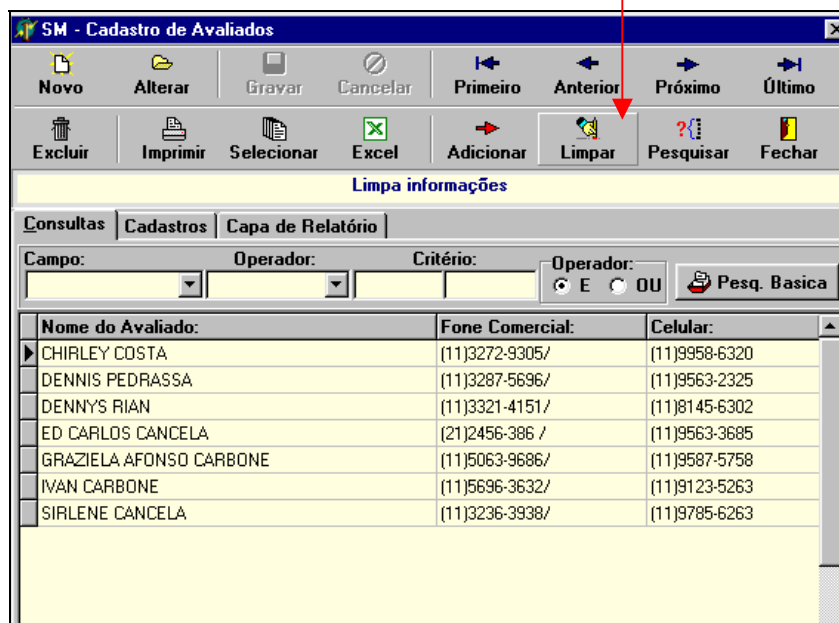 SM - Cadastro de Avaliados
Novo Alterar Gravar Cancelar Primeiro Anterior Próximo Último
Excluir Imprimir Selecionar Excel Adicionar Limpar Pesquisar Fechar
Limpa informações
Consultas Cadastros Capa de Relatório
Campo: Operador: Critério: Operador:
E OU Pesq. Basica
Nome do Avaliado: Fone Comercial: Celular:
CHIRLEY COSTA (11)3272-9305/ (11)9958-6320
DENNIS PEDRASSA (11)3287-5696/ (11)9563-2325
DENNYS RIAN (11)3321-4151/ (11)8145-6302
ED CARLOS CANCELA (21)2456-386 / (11)9563-3685
GRAZIELA AFONSO CARBONE (11)5063-9686/ (11)9587-5758
IVAN CARBONE (11)5696-3632/ (11)9123-5263
SIRLENE CANCELA (11)3236-3938/ (11)9785-6263